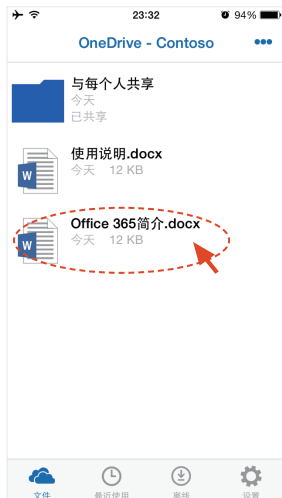 23:32
94%
OneDrive - Contoso
与每个人共享
今天
已共享
使用说明.docx
今天 12 KB
Office 365简介.docx
今天 12 KB
W
W
文件 最近使用 离线 设置